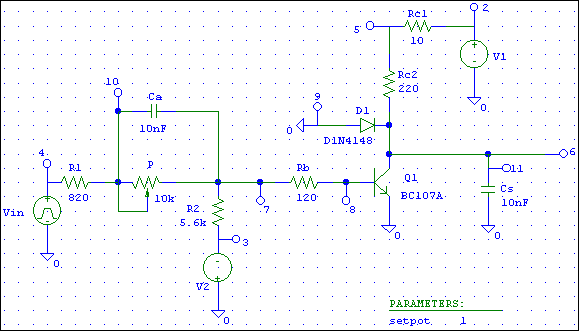 2
Rc1
5
10
V1
Rc2
220
0
10
Ca
9
D1
0
10nF
D1N4148
6
4
R1
P
Rb
Q1
11
Cs
820
10k
120
BC107A
10nF
Vin
R2
5.6k
7
8
3
0
0
0
V2
0
PARAMETERS:
setpot 1